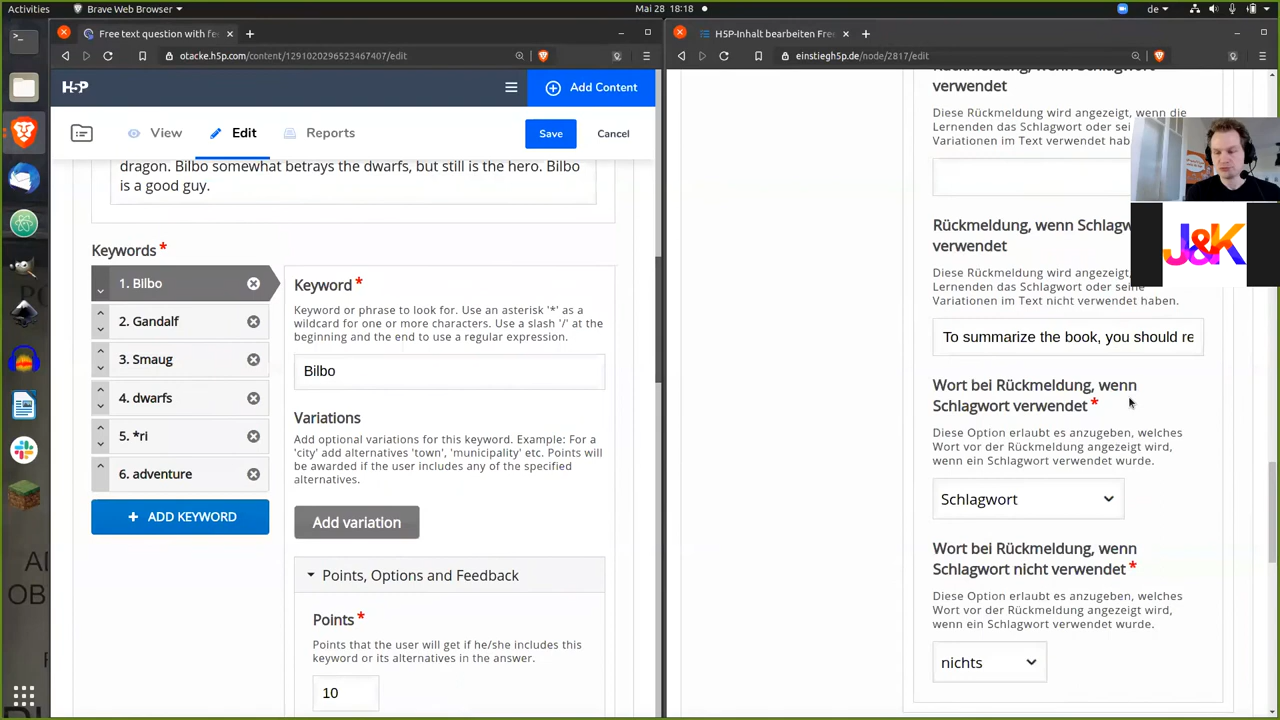 Activities
Brave Web Browser
Mai 28 18:18
de
Free text question with fe
otacke.h5p.com/content/1291020296523467407/edit
H5P
Add Content
View
Edit
Reports
Save
Cancel
dragon. Bilbo somewhat betrays the dwarfs, but still is the hero. Bilbo
is a good guy.
Keywords *
1. Bilbo
2. Gandalf
3. Smaug
4. dwarfs
5. *ri
6. adventure
+ ADD KEYWORD
Keyword *
Keyword or phrase to look for. Use an asterisk '*' as a
wildcard for one or more characters. Use a slash '/' at the
beginning and the end to use a regular expression.
Bilbo
Variations
Add optional variations for this keyword. Example: For a
'city' add alternatives 'town', 'municipality' etc. Points will
be awarded if the user includes any of the specified
alternatives.
Add variation
Points, Options and Feedback
Points *
Points that the user will get if he/she includes this
keyword or its alternatives in the answer.
10
H5P-Inhalt bearbeiten Fre
einstiegh5p.de/node/2817/edit
Rückmeldung, wenn Schlagwort
verwendet
Diese Rückmeldung wird angezeigt, wenn die
Lernenden das Schlagwort oder sei
Variationen im Text verwendet hab
Rückmeldung, wenn Schlagw
verwendet
Diese Rückmeldung wird angezeigt,
Lernenden das Schlagwort oder seine
Variationen im Text nicht verwendet haben.
To summarize the book, you should re
Wort bei Rückmeldung, wenn
Schlagwort verwendet *
Diese Option erlaubt es anzugeben, welches
Wort vor der Rückmeldung angezeigt wird,
wenn ein Schlagwort verwendet wurde.
Schlagwort
Wort bei Rückmeldung, wenn
Schlagwort nicht verwendet *
Diese Option erlaubt es anzugeben, welches
Wort vor der Rückmeldung angezeigt wird,
wenn ein Schlagwort verwendet wurde.
nichts
J&K